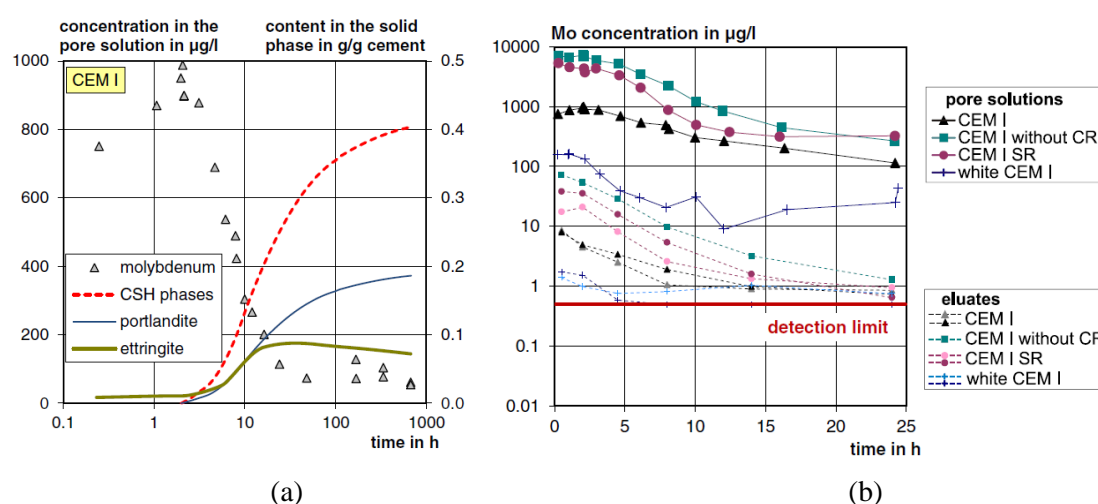 concentration in the
pore solution in µg/l
content in the solid
phase in g/g cement
1000
800
600
400
200
0
CEM I
molybdenum
CSH phases
portlandite
ettringite
0.5
0.4
0.3
0.2
0.1
0.0
0.1 1 10 100 1000
time in h
(a)
Mo concentration in µg/l
10000
1000
100
10
1
0.1
0.01
detection limit
0 5 10 15 20 25
time in h
pore solutions
CEM I
CEM I without CR
CEM I SR
white CEM I
eluates
CEM I
CEM I without CR
CEM I SR
white CEM I
(b)